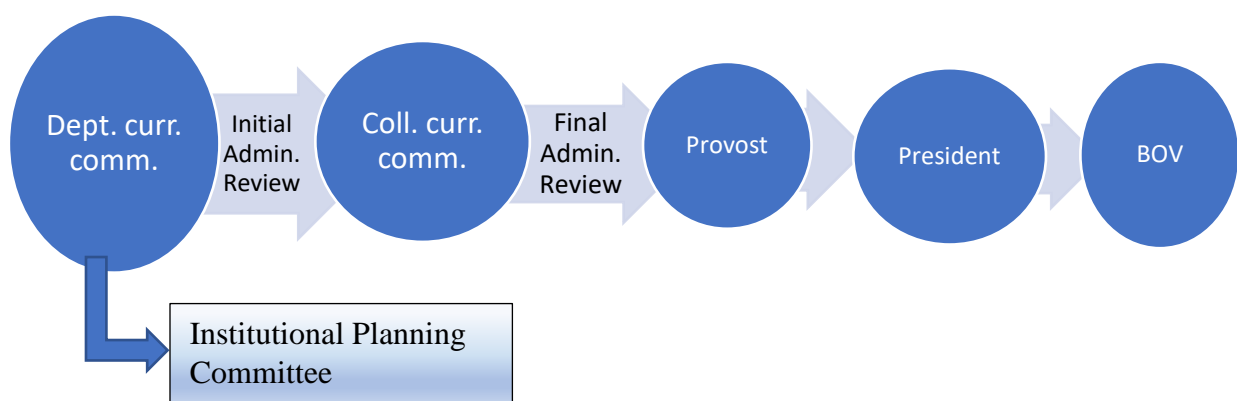 Dept. curr.
comm.
Initial
Admin.
Review
Coll. curr.
comm.
Final
Admin.
Review
Provost
President
BOV
Institutional Planning
Committee